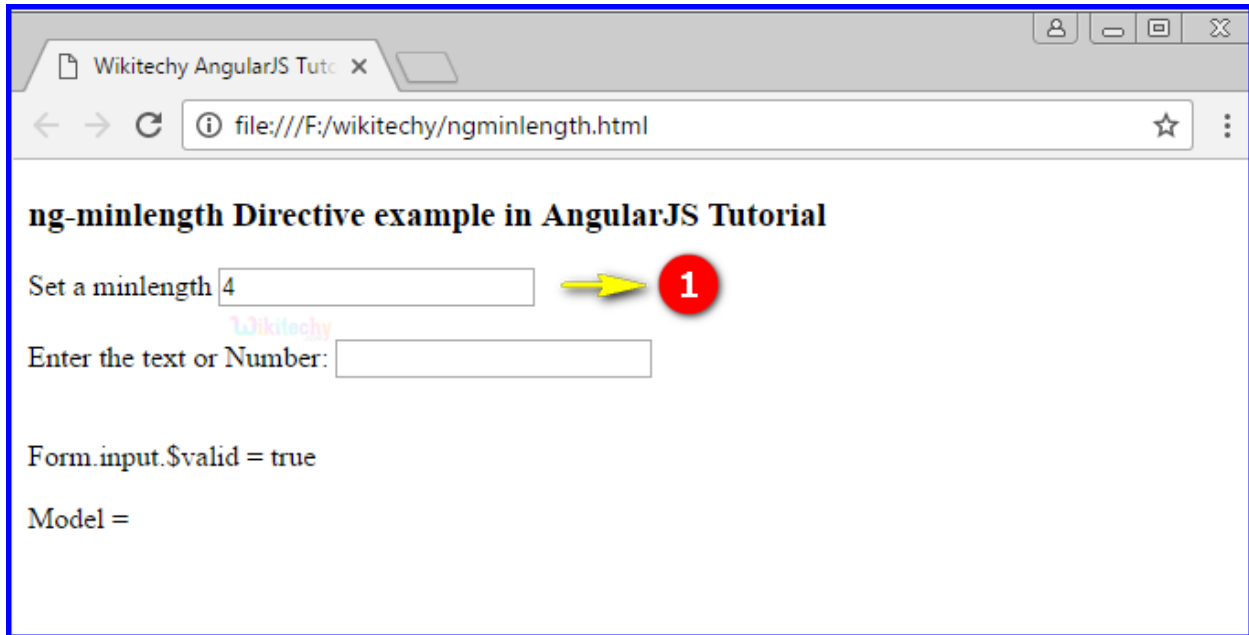 Wikitechy AngularJS Tuto
file:///F:/wikitechy/ngminlength.html
ng-minlength Directive example in AngularJS Tutorial
Set a minlength 4
1
Wikitechy
Enter the text or Number:
Form.input.$valid = true
Model =